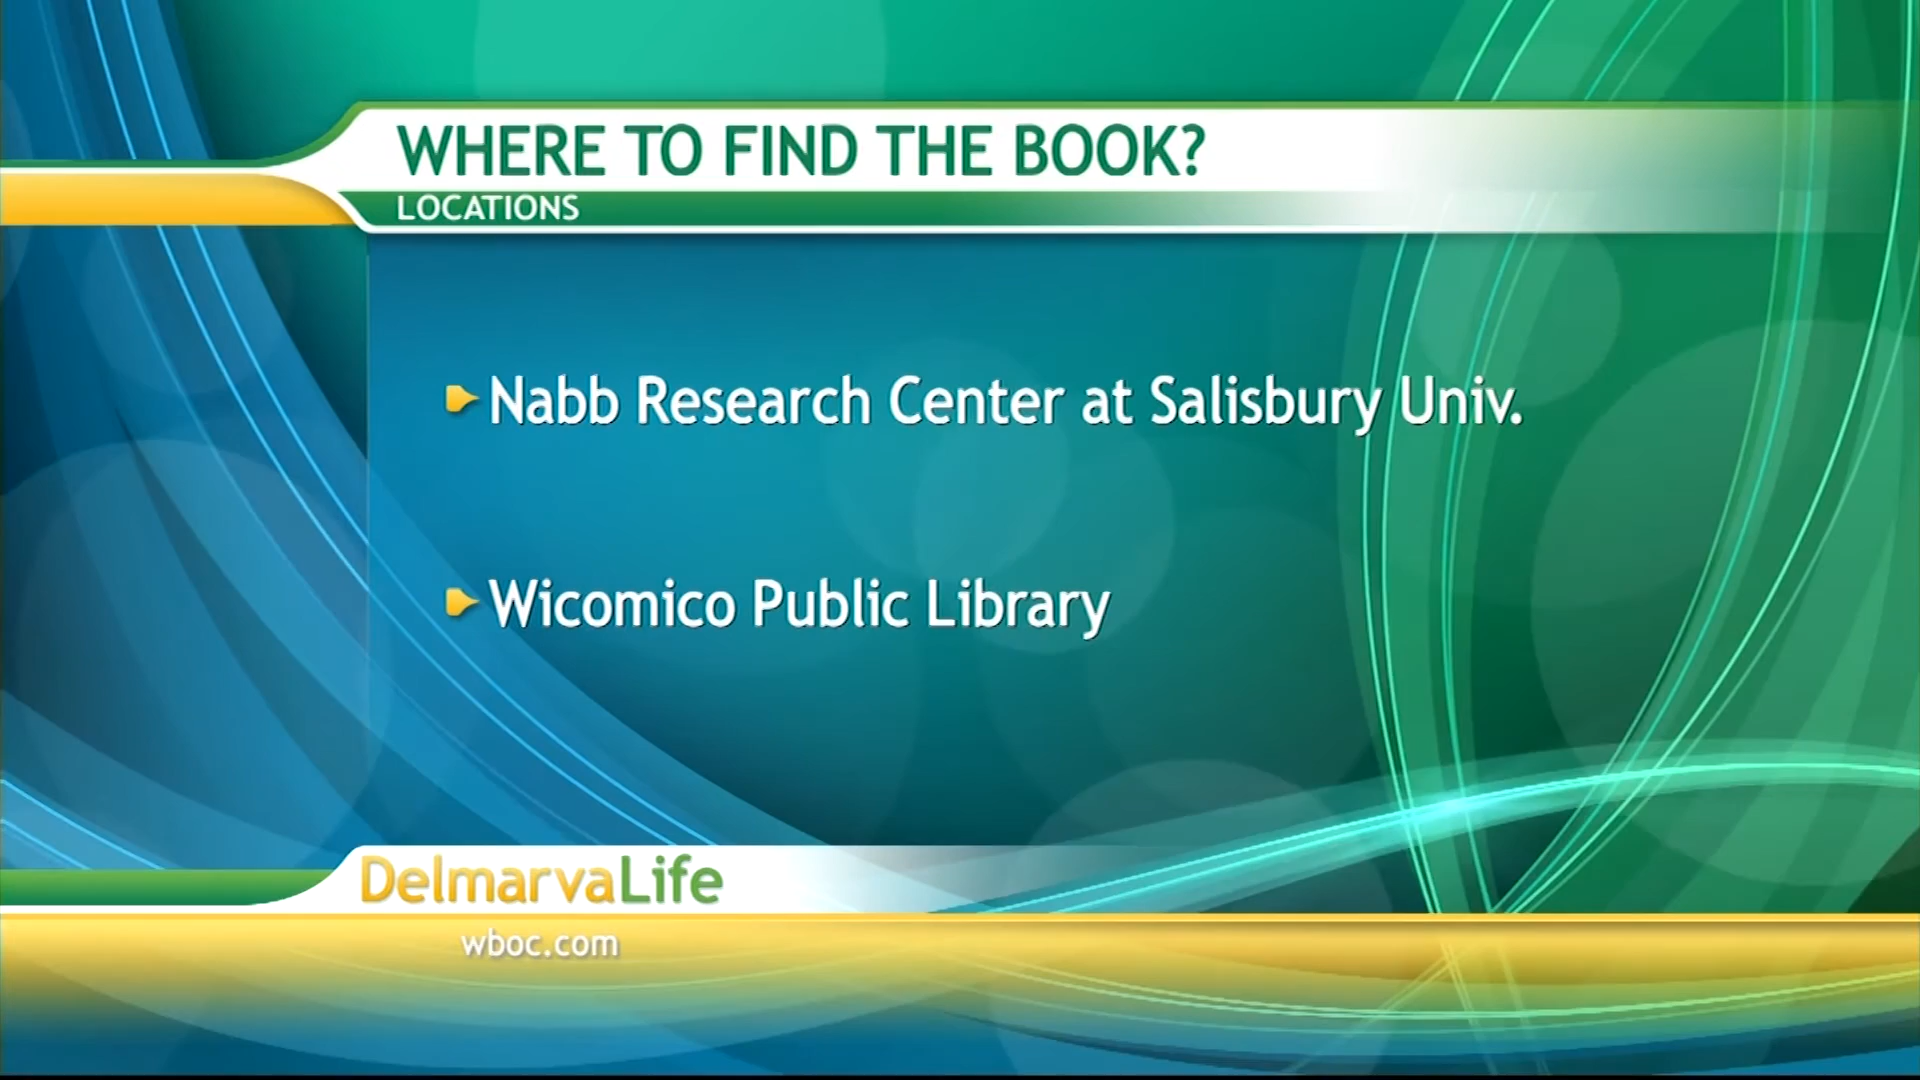 WHERE TO FIND THE BOOK?
LOCATIONS
Nabb Research Center at Salisbury Univ.
Wicomico Public Library
DelmarvaLife
wboc.com